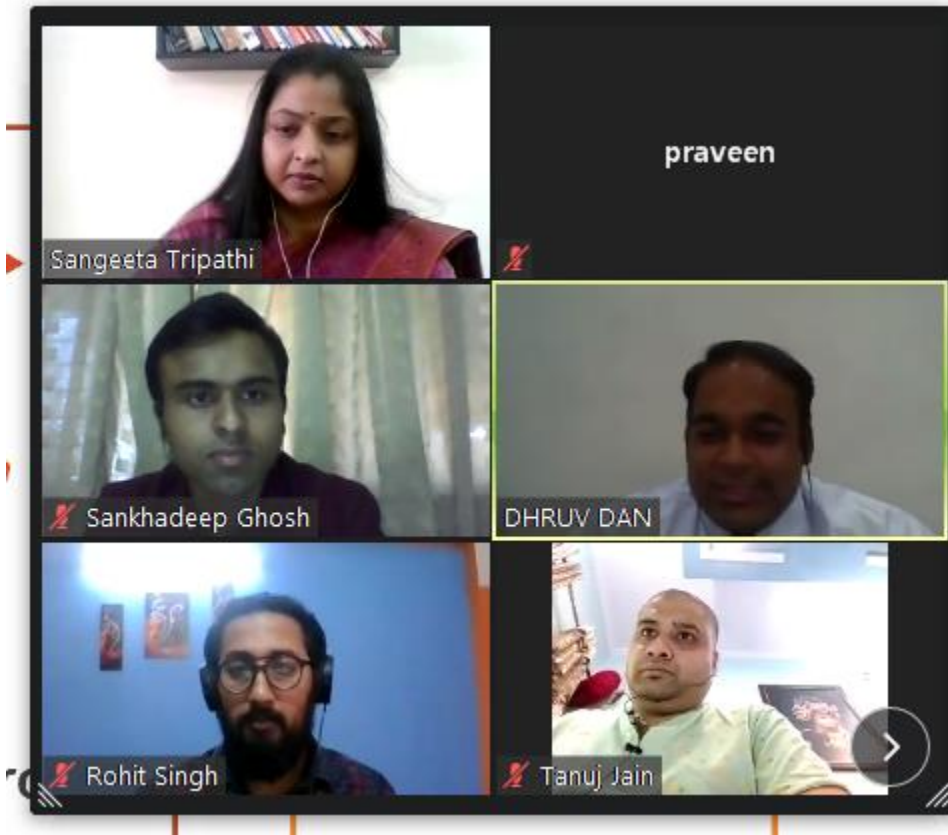 Sangeeta Tripathi
praveen
Sankhadeep Ghosh
DHRUV DAN
Rohit Singh
Tanuj Jain